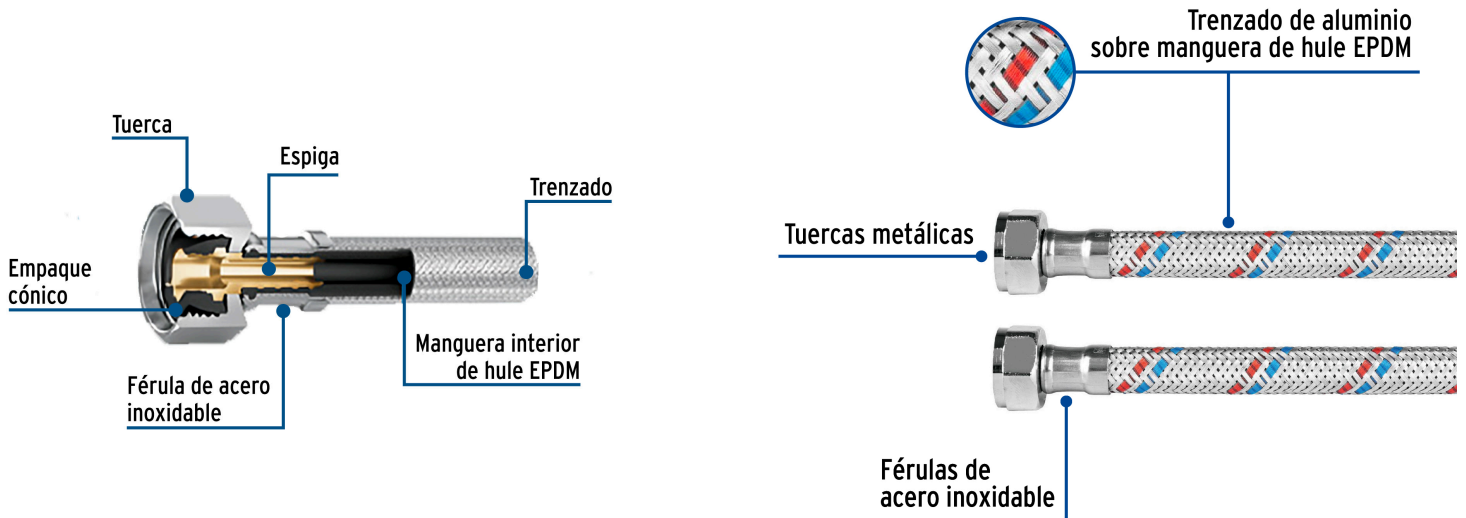 Tuerca
Espiga
Trenzado
Empaque
cónico
Manguera interior
de hule EPDM
Férula de acero
inoxidable
Trenzado de aluminio
sobre manguera de hule EPDM
Tuercas metálicas
Férulas de
acero inoxidable